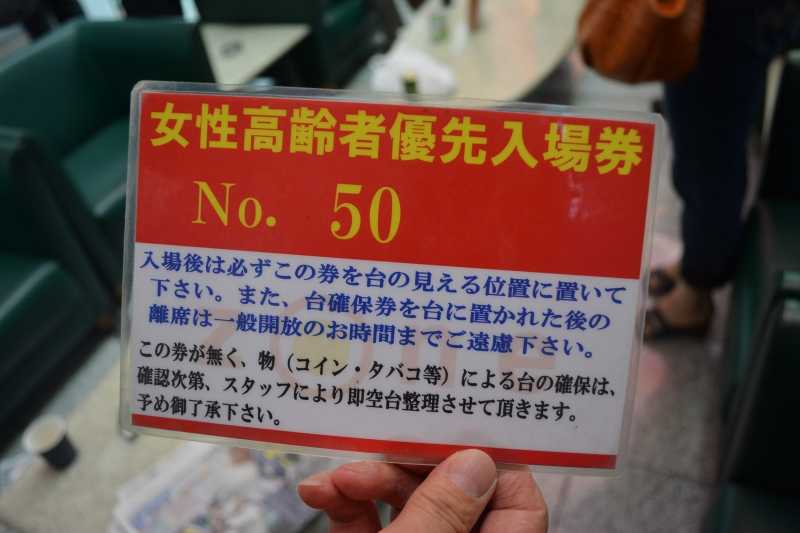 女性高齢者優先入場券
No. 50
入場後は必ずこの券を台の見える位置に置いて
下さい。また、台確保券を台に置かれた後の
離席は一般開放のお時間までご遠慮下さい。
この券が無く、物（コイン・タバコ等）による台の確保は、
確認次第、スタッフにより即空台整理させて頂きます。
予め御了承下さい。